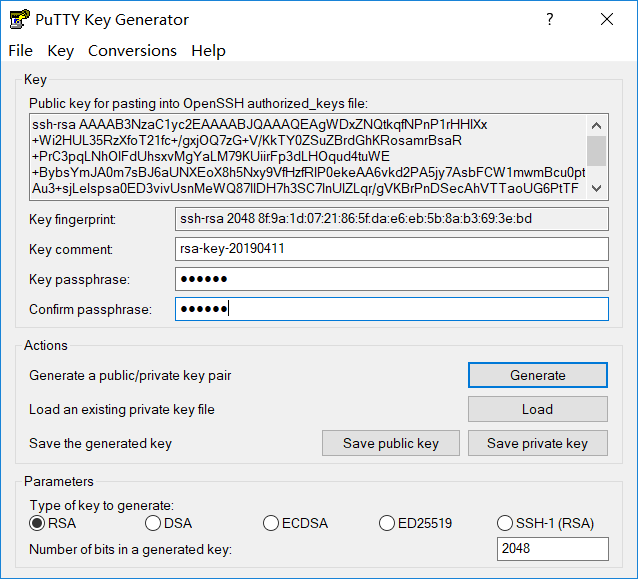 PuTTY Key Generator
?
File Key Conversions Help
Key
Public key for pasting into OpenSSH authorized_keys file:
ssh-rsa AAAAB3NzaC1yc2EAAAABJQAAAQEAgWDxZNQtkqfNPnP1rHHIXx
+Wi2HUL35RzXfoT21fc+/gxjOQ7zG+V/KkTY0ZSuZBrdGhKRosamrBsaR
+PrC3pqLNhOIFdUhsxvMgYaLM79KUiirFp3dLHOqud4tuWE
+BybsYmJA0m7sBJ6aUNXEoX8h5Nxy9VfHzfRlP0ekeAA6vkd2PA5jy7AsbFCW1mwmBcu0pt
Au3+sjLelspsa0ED3vivUsnMeWQ87lIDH7h3SC7lnUlZLqr/gVKBrPnDSecAhVTTaoUG6PtTF
Key fingerprint: ssh-rsa 2048 8f:9a:1d:07:21:86:5f:da:e6:eb:5b:8a:b3:69:3e:bd
Key comment: rsa-key-20190411
Key passphrase: ●●●●●●
Confirm passphrase: ●●●●●●
Actions
Generate a public/private key pair Generate
Load an existing private key file Load
Save the generated key Save public key Save private key
Parameters
Type of key to generate:
RSA DSA ECDSA ED25519 SSH-1 (RSA)
Number of bits in a generated key: 2048